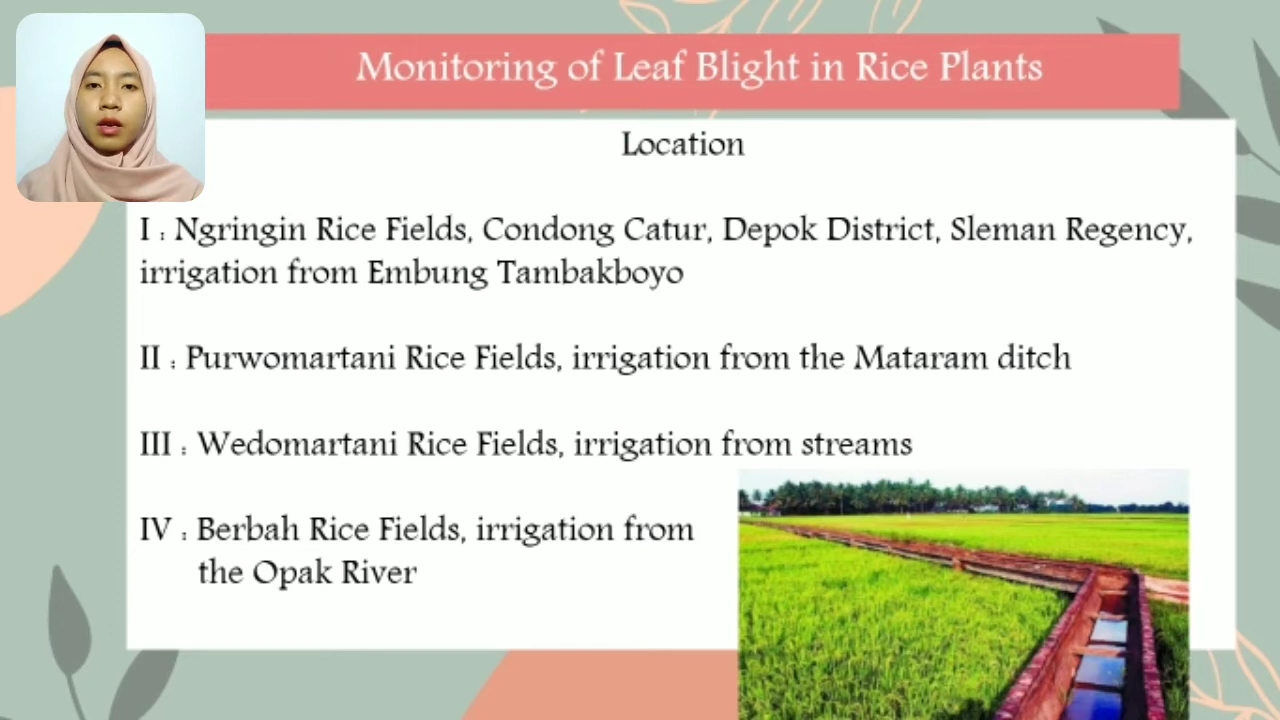 Monitoring of Leaf Blight in Rice Plants
Location
I : Ngringin Rice Fields, Condong Catur, Depok District, Sleman Regency,
irrigation from Embung Tambakboyo
II : Purwomartani Rice Fields, irrigation from the Mataram ditch
III : Wedomartani Rice Fields, irrigation from streams
IV : Berbah Rice Fields, irrigation from
the Opak River